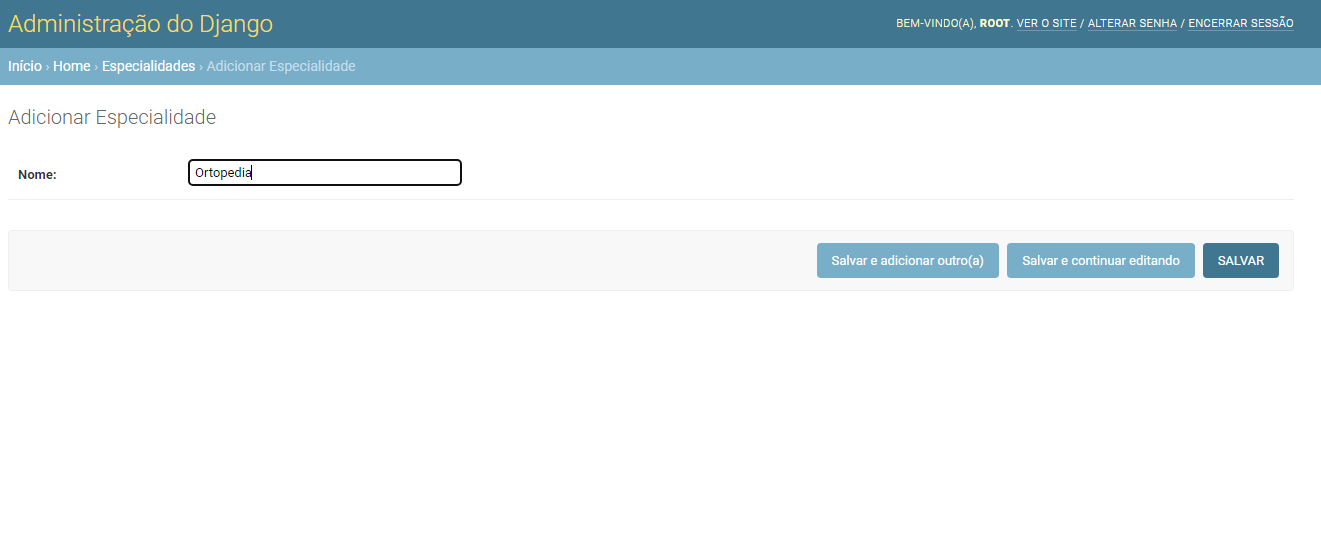 Administração do Django
BEM-VINDO(A), ROOT. VER O SITE / ALTERAR SENHA / ENCERRAR SESSÃO
Início › Home › Especialidades › Adicionar Especialidade
Adicionar Especialidade
Nome: Ortopedia
Salvar e adicionar outro(a) Salvar e continuar editando SALVAR